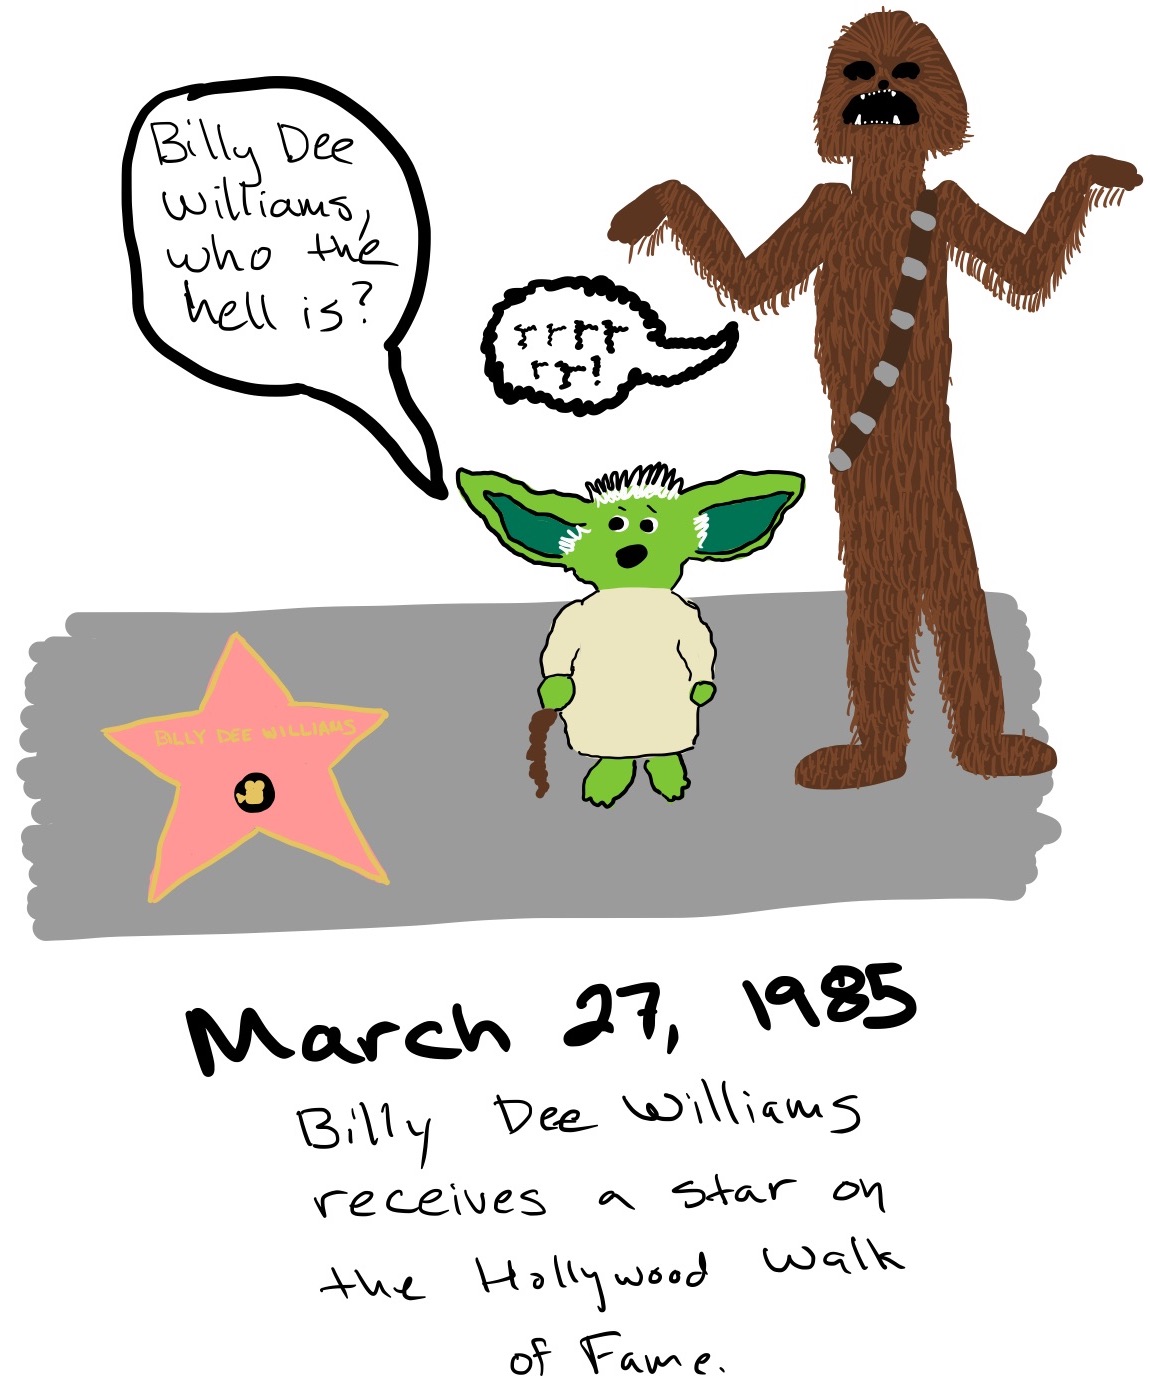 Billy Dee
Williams,
who the
hell is?
rrrr
rr!
BILLY DEE WILLIAMS
March 27, 1985
Billy Dee Williams
receives a star on
the Hollywood Walk
of Fame.